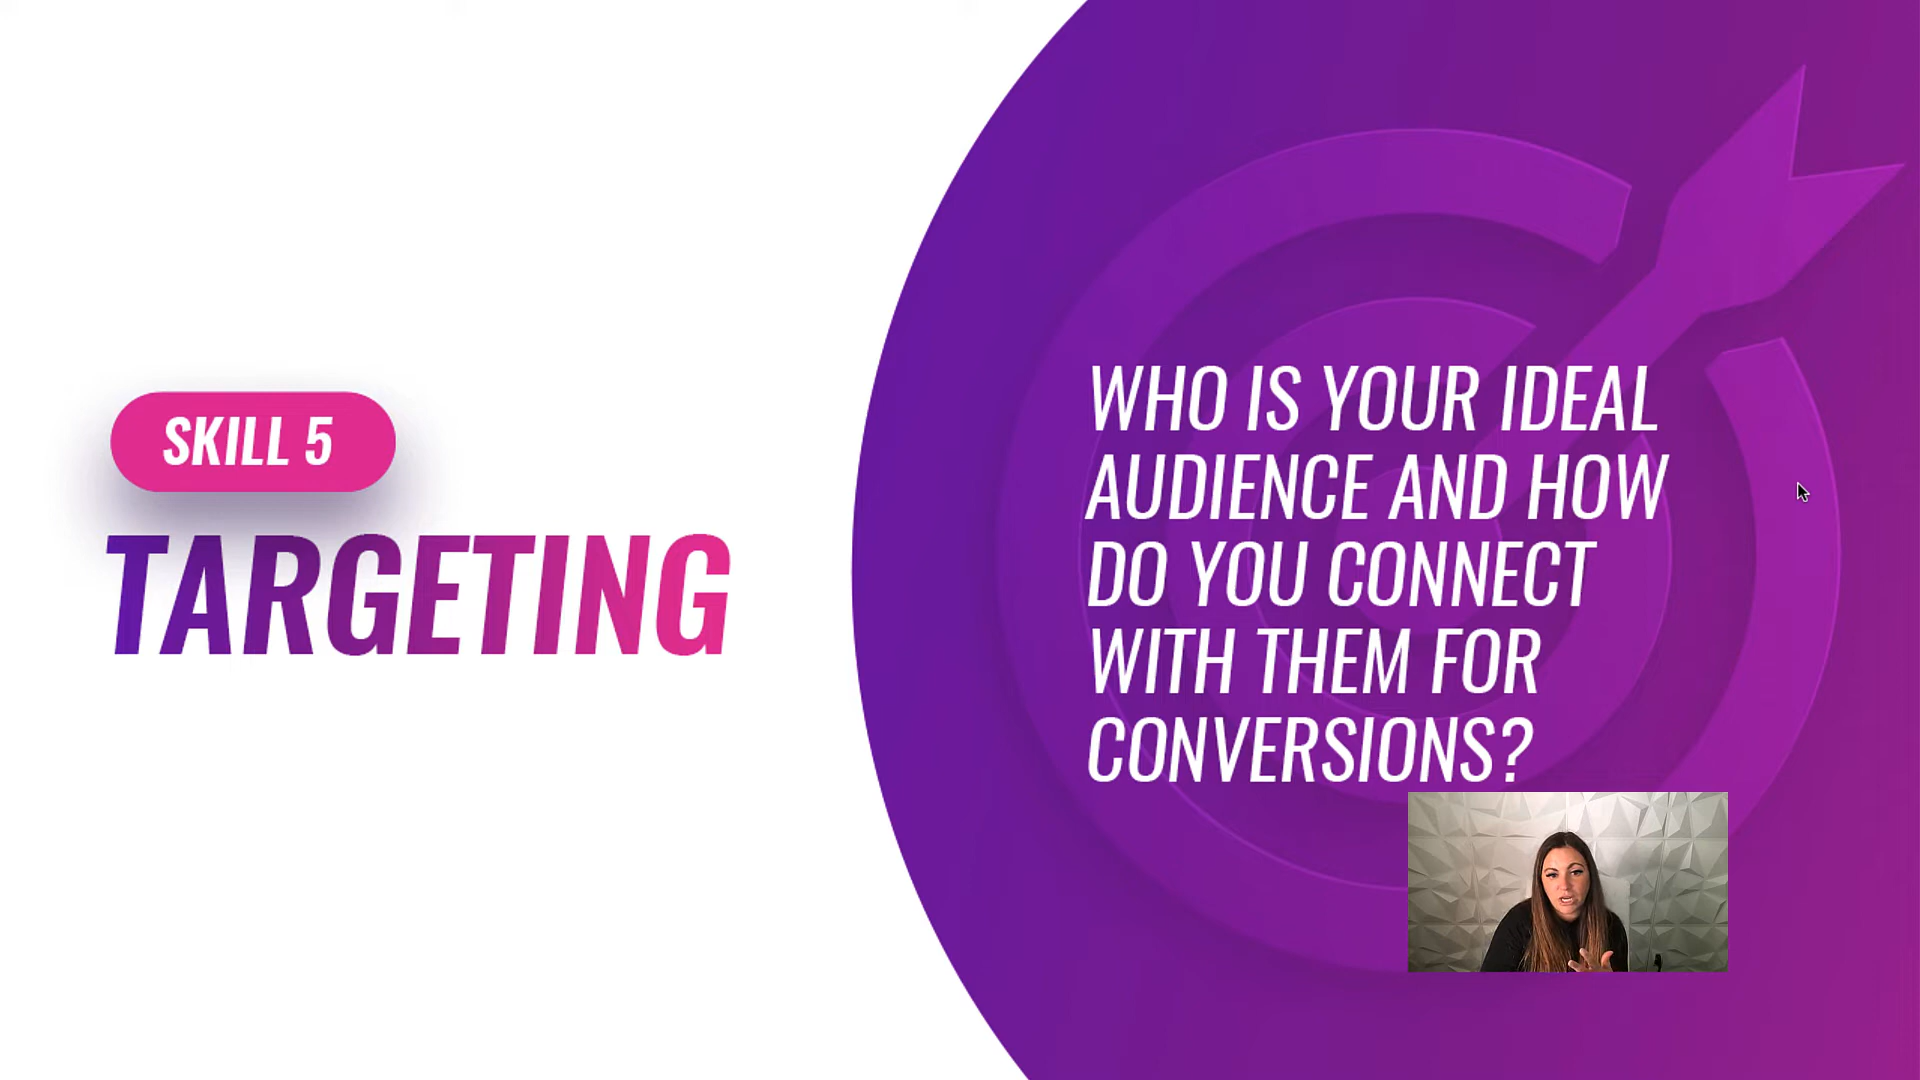 SKILL 5
TARGETING
WHO IS YOUR IDEAL
AUDIENCE AND HOW
DO YOU CONNECT
WITH THEM FOR
CONVERSIONS?